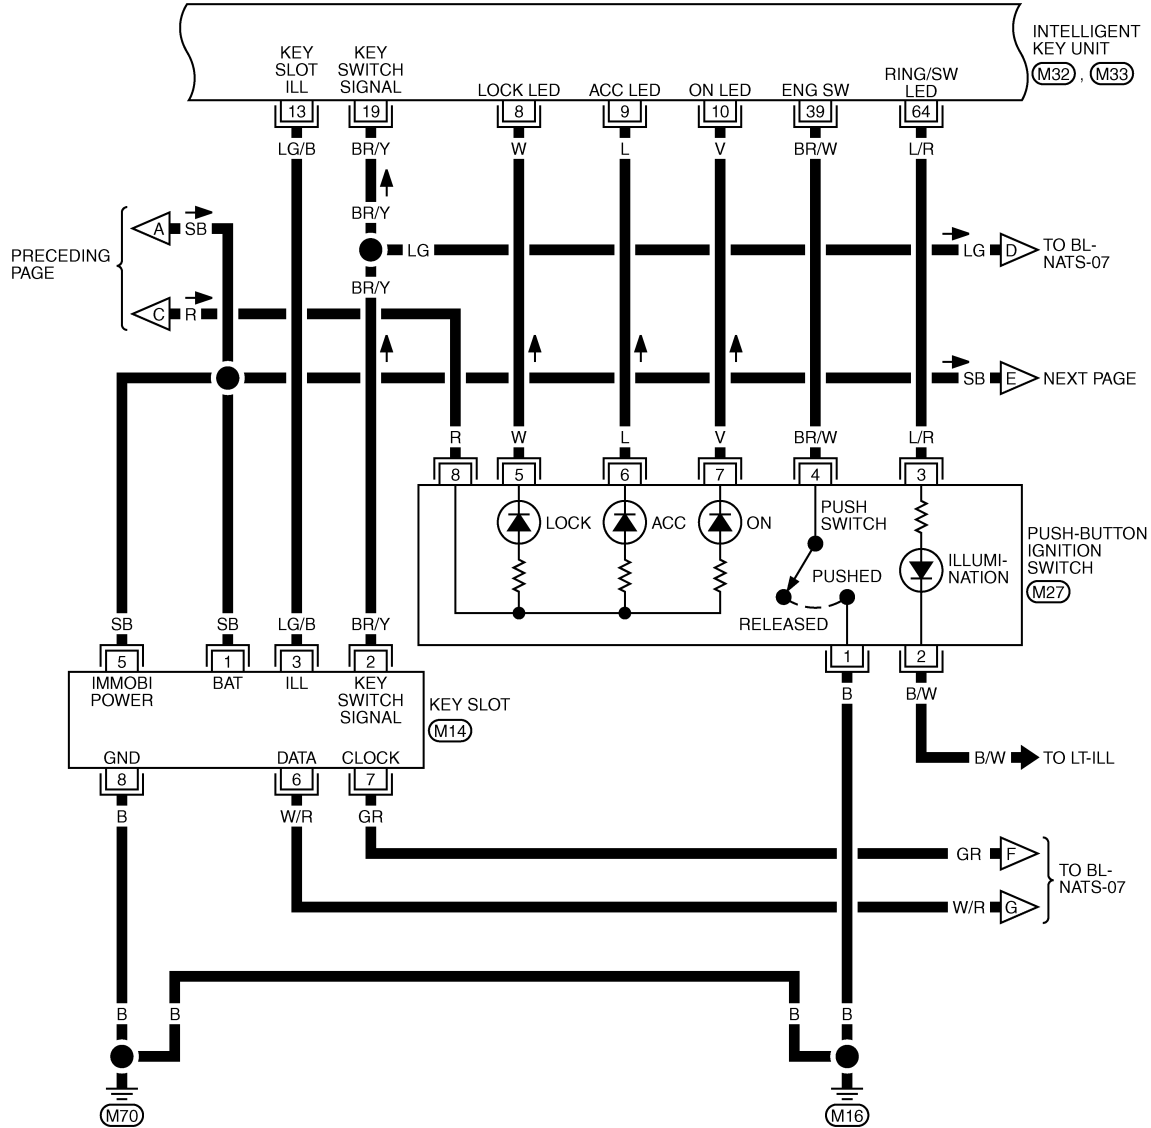 INTELLIGENT
KEY UNIT
M32 , M33
KEY
SLOT
ILL
KEY
SWITCH
SIGNAL
LOCK LED
ACC LED
ON LED
ENG SW
RING/SW
LED
13
19
8
9
10
39
64
LG/B
BR/Y
W
L
V
BR/W
L/R
BR/Y
PRECEDING
PAGE
A
SB
LG
LG
D
TO BL-
NATS-07
BR/Y
C
R
SB
E
NEXT PAGE
R
W
L
V
BR/W
L/R
8
5
6
7
4
3
LOCK
ACC
ON
PUSH
SWITCH
PUSHED
RELEASED
ILLUMI-
NATION
PUSH-BUTTON
IGNITION
SWITCH
M27
SB
SB
LG/B
BR/Y
5
1
3
2
1
2
IMMOBI
POWER
BAT
ILL
KEY
SWITCH
SIGNAL
KEY SLOT
M14
B
B/W
GND
DATA
CLOCK
8
6
7
B/W
TO LT-ILL
B
W/R
GR
GR
F
W/R
G
TO BL-
NATS-07
B
B
B
B
M70
M16